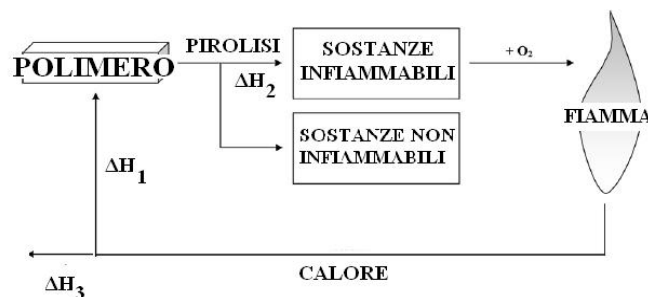 POLIMERO
PIROLISI
ΔH2
SOSTANZE
INFIAMMABILI
+ O2
FIAMMA
SOSTANZE NON
INFIAMMABILI
ΔH1
ΔH3
CALORE